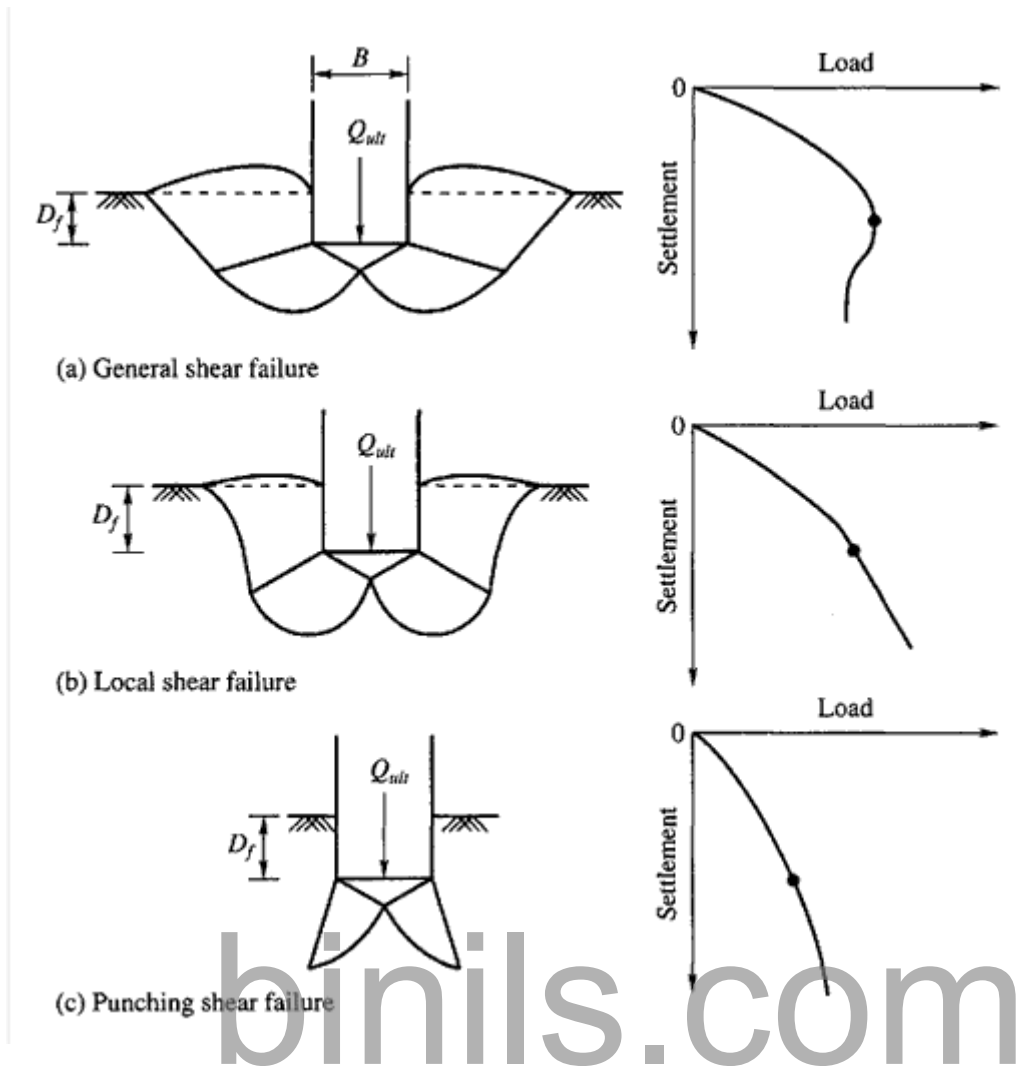 B
Load
0
Q_ult
Settlement
D_f
(a) General shear failure
Load
0
Q_ult
Settlement
D_f
(b) Local shear failure
Load
0
Q_ult
Settlement
D_f
(c) Punching shear failure
binils.com